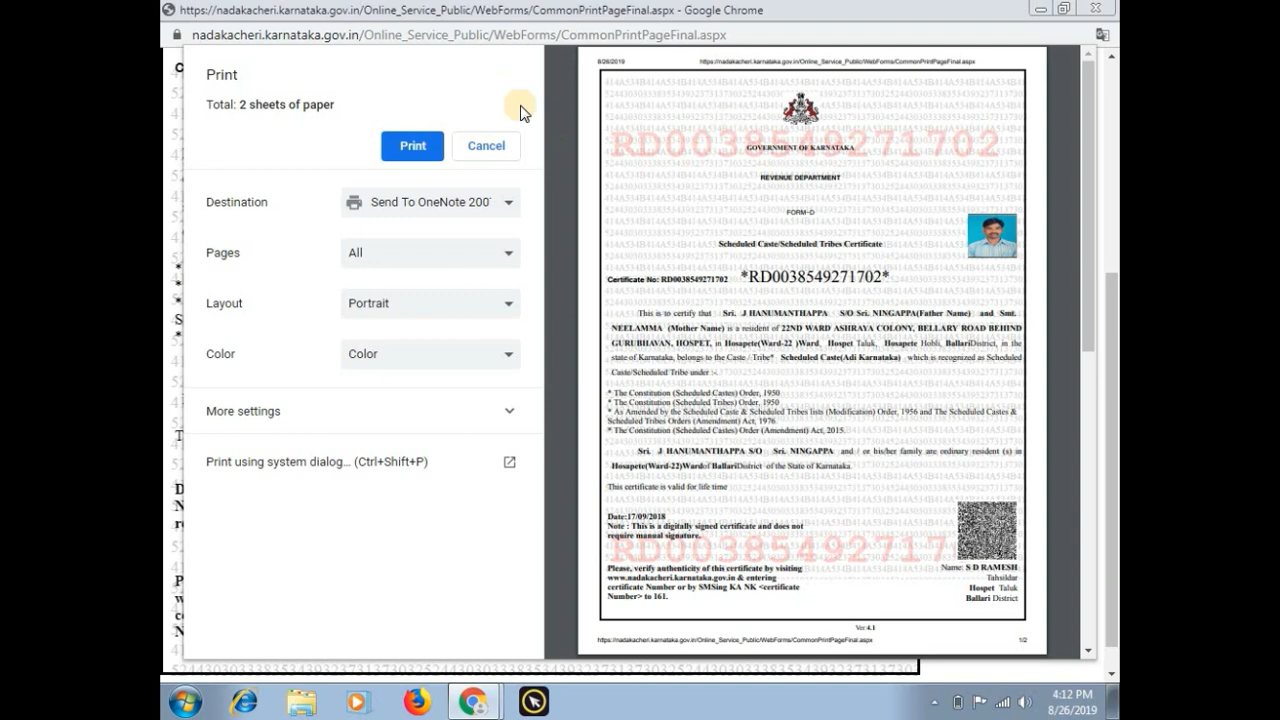 https://nadakacheri.karnataka.gov.in/Online_Service_Public/WebForms/CommonPrintPageFinal.aspx - Google Chrome
nadakacheri.karnataka.gov.in/Online_Service_Public/WebForms/CommonPrintPageFinal.aspx
Print
Total: 2 sheets of paper
Print
Cancel
Destination
Send To OneNote 200
Pages
All
Layout
Portrait
Color
Color
More settings
Print using system dialog... (Ctrl+Shift+P)
8/26/2019
https://nadakacheri.karnataka.gov.in/Online_Service_Public/WebForms/CommonPrintPageFinal.aspx
RD0038549271702
GOVERNMENT OF KARNATAKA
REVENUE DEPARTMENT
FORM-D
Scheduled Caste/Scheduled Tribes Certificate
Certificate No: RD0038549271702 *RD0038549271702*
This is to certify that Sri. J HANUMANTHAPPA S/O Sri. NINGAPPA(Father Name) and Smt.
NEELAMMA (Mother Name) is a resident of 22ND WARD ASHRAYA COLONY, BELLARY ROAD BEHIND
GURUBHAVAN, HOSPET, in Hosapete(Ward-22 )Ward, Hospet Taluk, Hosapete Hobli, BallariDistrict, in the
state of Karnataka, belongs to the Caste / Tribe* Scheduled Caste(Adi Karnataka) which is recognized as Scheduled
Caste/Scheduled Tribe under :-.
* The Constitution (Scheduled Castes) Order, 1950
* The Constitution (Scheduled Tribes) Order, 1950
* As Amended by the Scheduled Caste & Scheduled Tribes lists (Modification) Order, 1956 and The Scheduled Castes &
Scheduled Tribes Orders (Amendment) Act, 1976.
* The Constitution (Scheduled Castes) Order (Amendment) Act, 2015.
Sri. J HANUMANTHAPPA S/O Sri. NINGAPPA and / or his/her family are ordinary resident (s) in
Hosapete(Ward-22)Wardof BallariDistrict of the State of Karnataka.
This certificate is valid for life time
Date:17/09/2018
Note : This is a digitally signed certificate and does not
require manual signature.
RD00385492717
Please, verify authenticity of this certificate by visiting
www.nadakacheri.karnataka.gov.in & entering
certificate Number or by SMSing KA NK <certificate
Number> to 161.
Name: S D RAMESH
Tahsildar
Hospet Taluk
Ballari District
Ver:4.1
https://nadakacheri.karnataka.gov.in/Online_Service_Public/WebForms/CommonPrintPageFinal.aspx
1/2
4:12 PM
8/26/2019